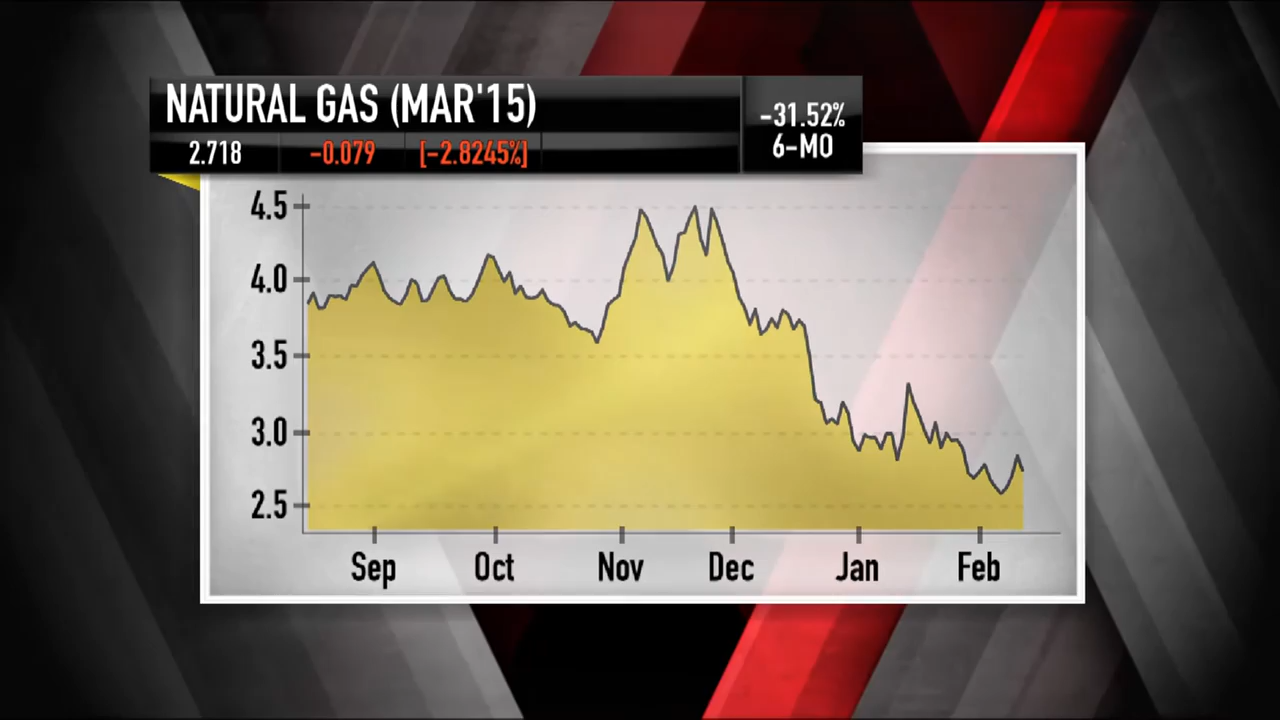 NATURAL GAS (MAR'15)
2.718 -0.079 [-2.8245%]
-31.52%
6-MO
4.5
4.0
3.5
3.0
2.5
Sep Oct Nov Dec Jan Feb